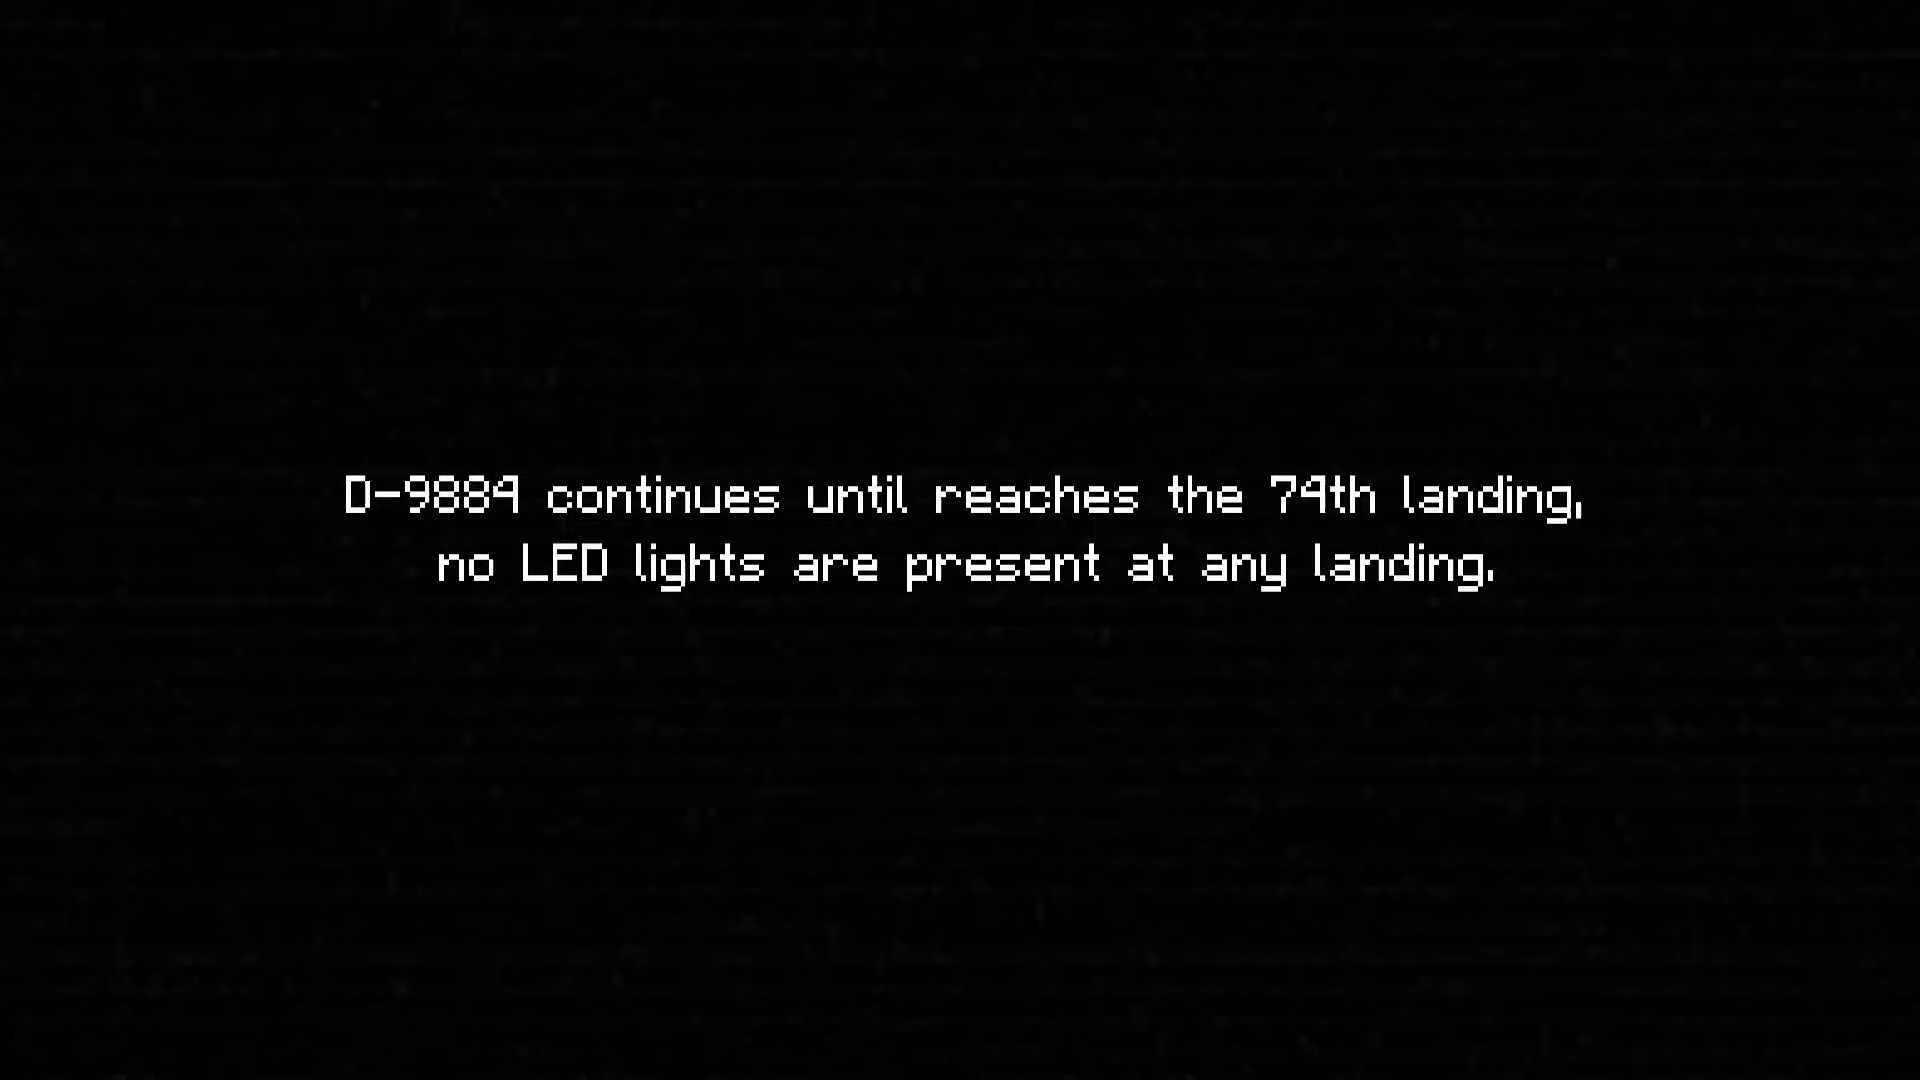 D-9884 continues until reaches the 74th landing,
no LED lights are present at any landing.